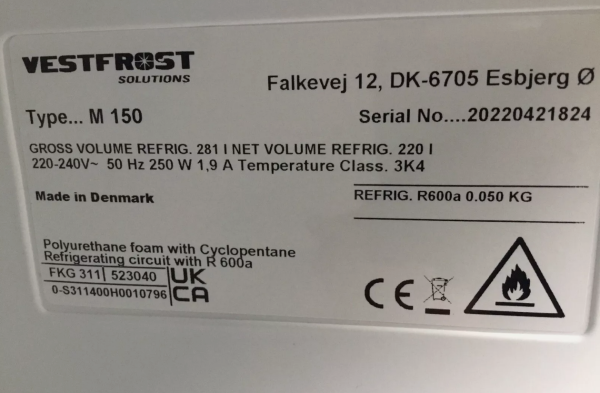 VESTFROST
SOLUTIONS
Falkevej 12, DK-6705 Esbjerg Ø
Type... M 150
Serial No....20220421824
GROSS VOLUME REFRIG. 281 l NET VOLUME REFRIG. 220 l
220-240V~ 50 Hz 250 W 1,9 A Temperature Class. 3K4
Made in Denmark
REFRIG. R600a 0.050 KG
Polyurethane foam with Cyclopentane
Refrigerating circuit with R 600a
FKG 311 523040
0-S311400H0010796
UK
CA
CE